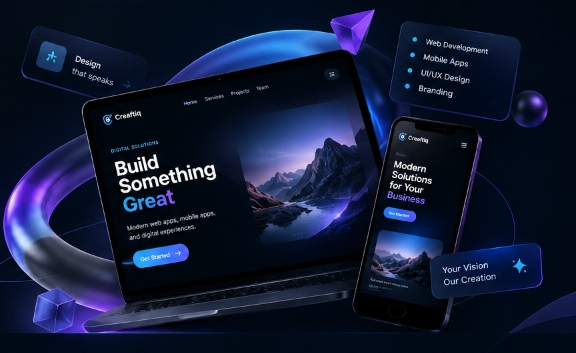 Design
that speaks
Web Development
Mobile Apps
UI/UX Design
Branding
Creaftiq
Home Services Projects Team
DIGITAL SOLUTIONS
Build
Something
Great
Modern web apps, mobile apps,
and digital experiences.
Get Started
Creaftiq
Modern
Solutions
for Your
Business
Get Started
Your Vision
Our Creation